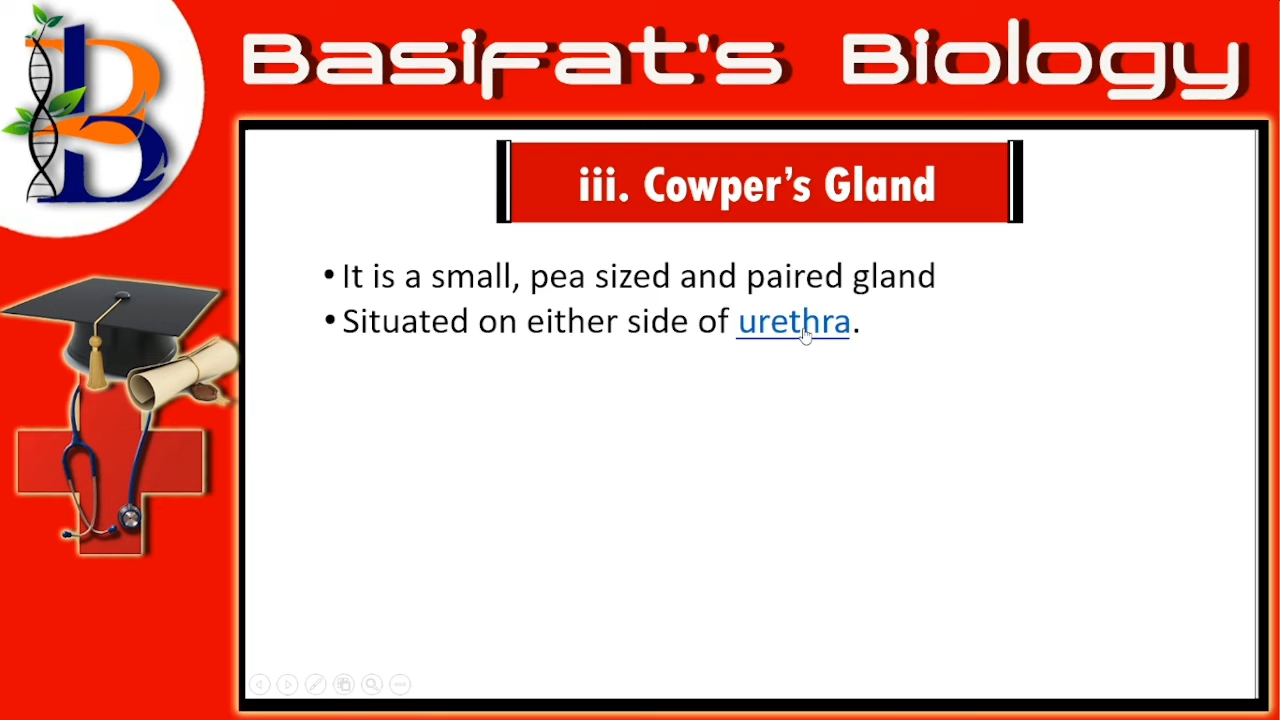 Basifat's Biology
iii. Cowper's Gland
• It is a small, pea sized and paired gland
• Situated on either side of urethra.